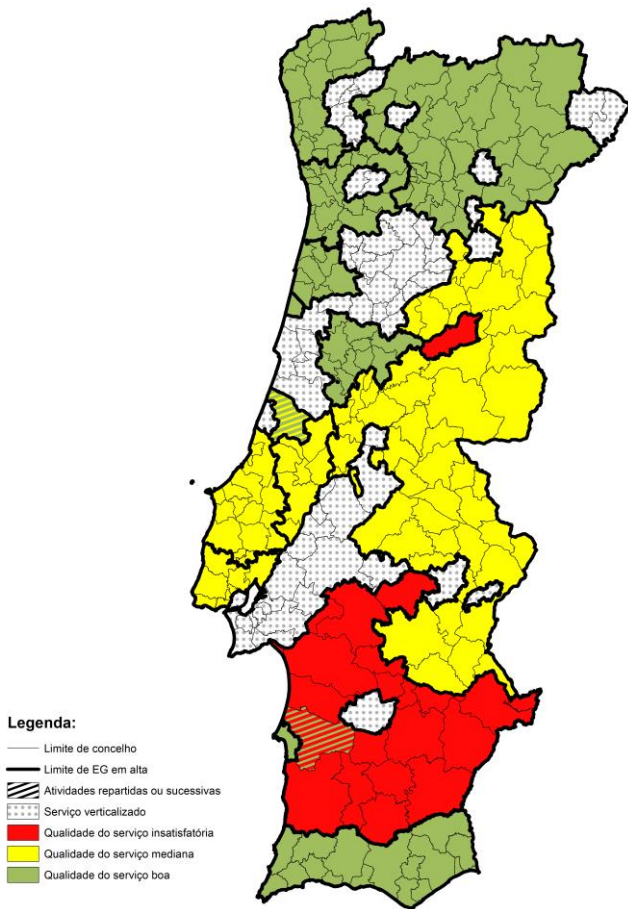 Legenda:
Limite de concelho
Limite de EG em alta
Atividades repartidas ou sucessivas
Serviço verticalizado
Qualidade do serviço insatisfatória
Qualidade do serviço mediana
Qualidade do serviço boa